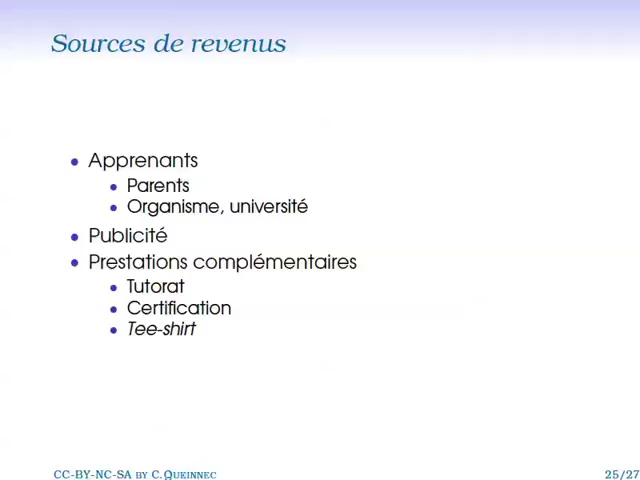 Sources de revenus
Apprenants
Parents
Organisme, université
Publicité
Prestations complémentaires
Tutorat
Certification
Tee-shirt
CC-BY-NC-SA BY C.QUEINNEC
25/27